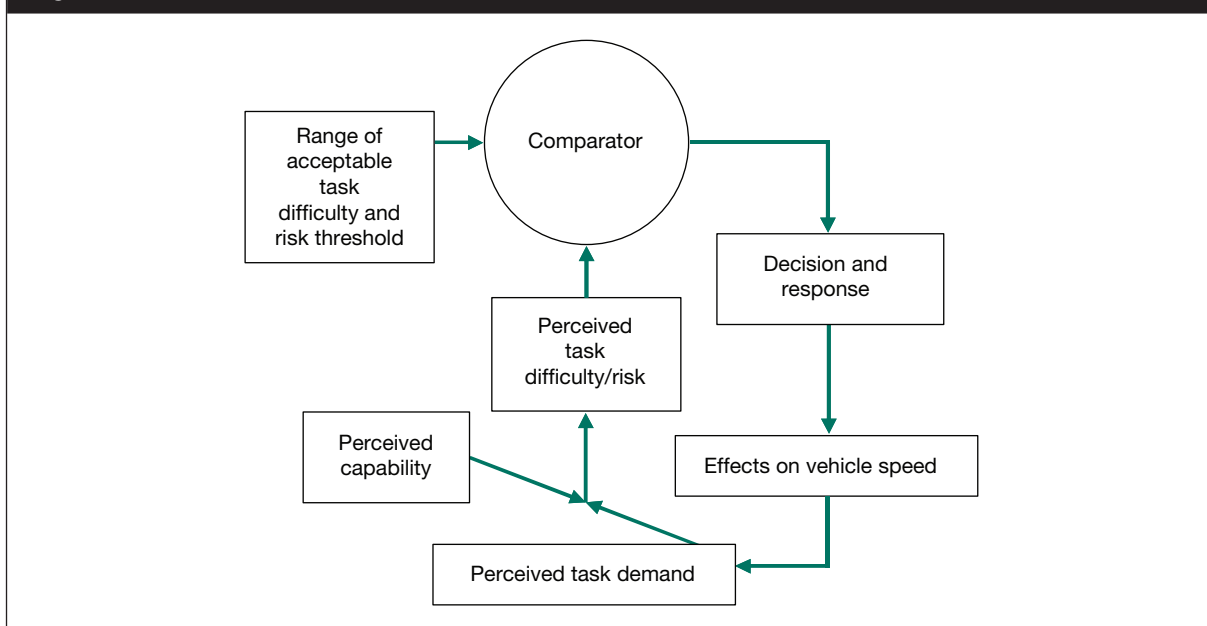 Range of
acceptable
task
difficulty and
risk threshold
Comparator
Decision and
response
Perceived
task
difficulty/risk
Perceived
capability
Effects on vehicle speed
Perceived task demand